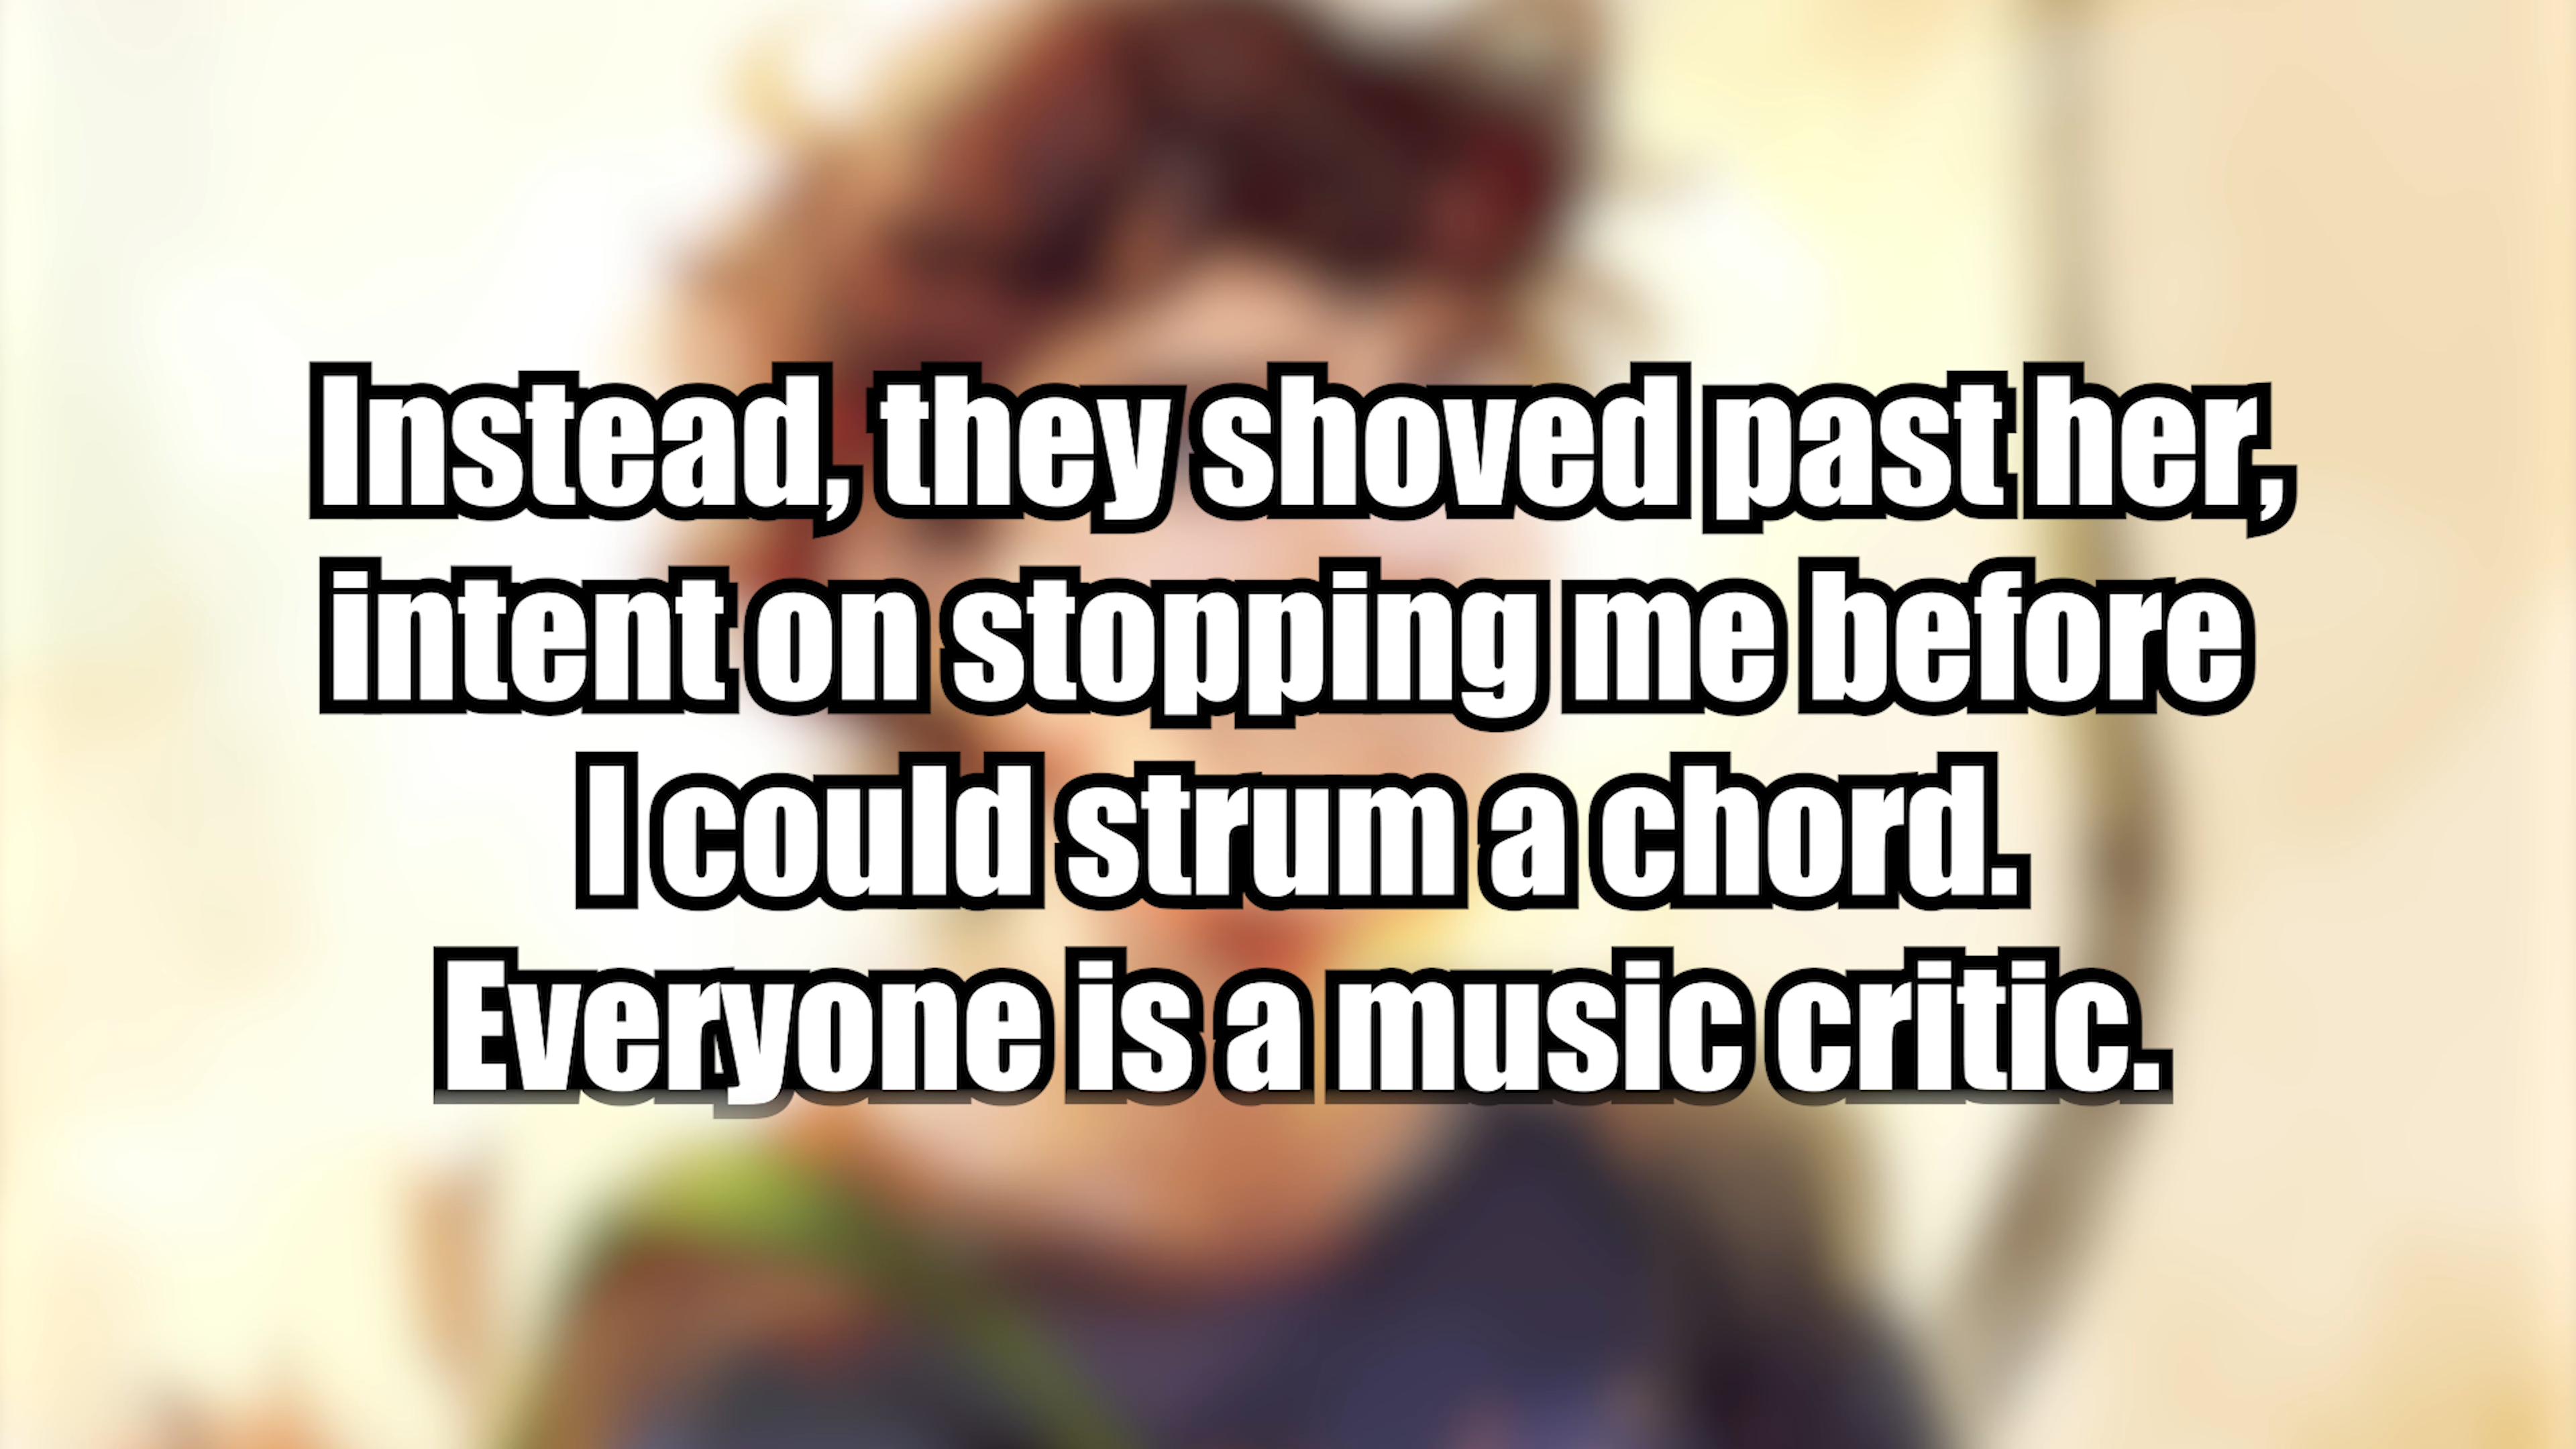 Instead, they shoved past her,
intent on stopping me before
I could strum a chord.
Everyone is a music critic.